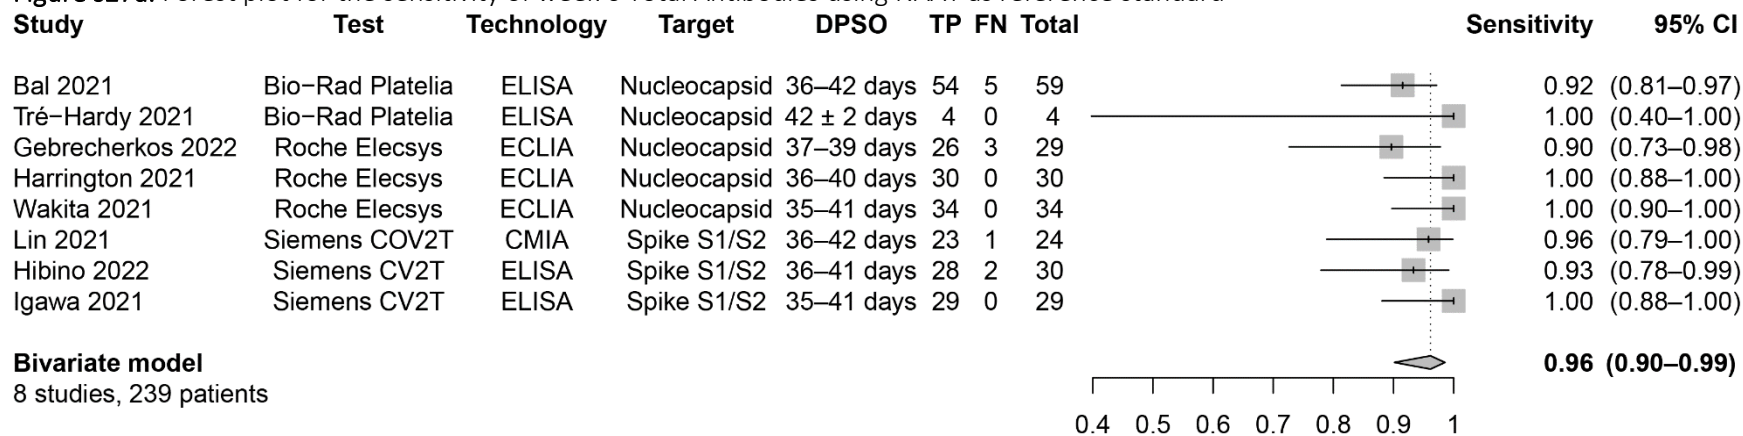 Study Test Technology Target DPSO TP FN Total Sensitivity 95% CI
Bal 2021 Bio−Rad Platelia ELISA Nucleocapsid 36–42 days 54 5 59 0.92 (0.81–0.97)
Tré−Hardy 2021 Bio−Rad Platelia ELISA Nucleocapsid 42 ± 2 days 4 0 4 1.00 (0.40–1.00)
Gebrecherkos 2022 Roche Elecsys ECLIA Nucleocapsid 37–39 days 26 3 29 0.90 (0.73–0.98)
Harrington 2021 Roche Elecsys ECLIA Nucleocapsid 36–40 days 30 0 30 1.00 (0.88–1.00)
Wakita 2021 Roche Elecsys ECLIA Nucleocapsid 35–41 days 34 0 34 1.00 (0.90–1.00)
Lin 2021 Siemens COV2T CMIA Spike S1/S2 36–42 days 23 1 24 0.96 (0.79–1.00)
Hibino 2022 Siemens CV2T ELISA Spike S1/S2 36–41 days 28 2 30 0.93 (0.78–0.99)
Igawa 2021 Siemens CV2T ELISA Spike S1/S2 35–41 days 29 0 29 1.00 (0.88–1.00)
Bivariate model 0.96 (0.90–0.99)
8 studies, 239 patients
0.4 0.5 0.6 0.7 0.8 0.9 1